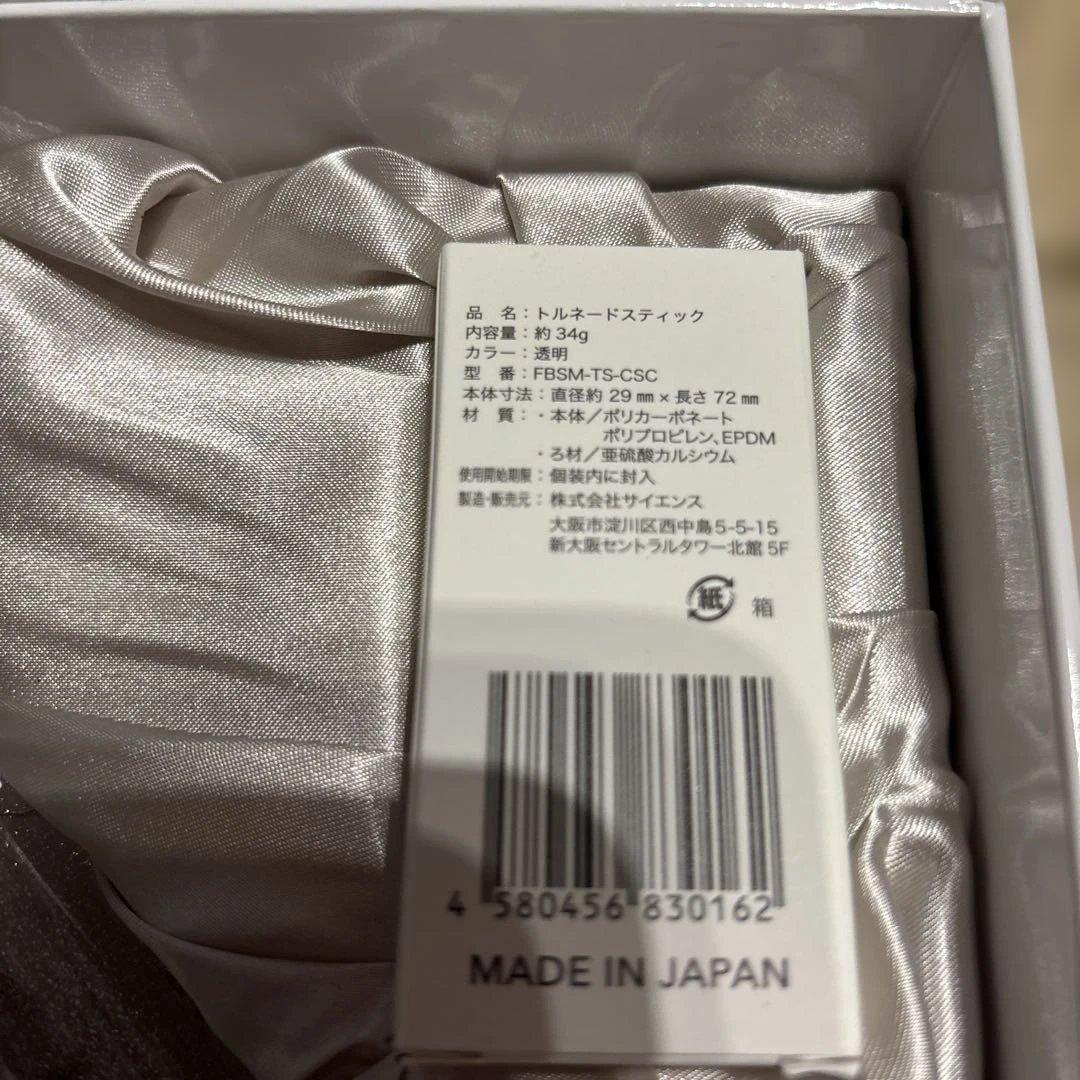 品　名：トルネードスティック
内容量：約34g
カラー：透明
型　番：FBSM-TS-CSC
本体寸法：直径約 29 ㎜ × 長さ 72 ㎜
材　質：・本体／ポリカーボネート
ポリプロピレン、EPDM
・ろ材／亜硫酸カルシウム
使用開始期限：個装内に封入
製造・販売元：株式会社サイエンス
大阪市淀川区西中島5-5-15
新大阪セントラルタワー北館 5F
紙 箱
4 580456 830162
MADE IN JAPAN